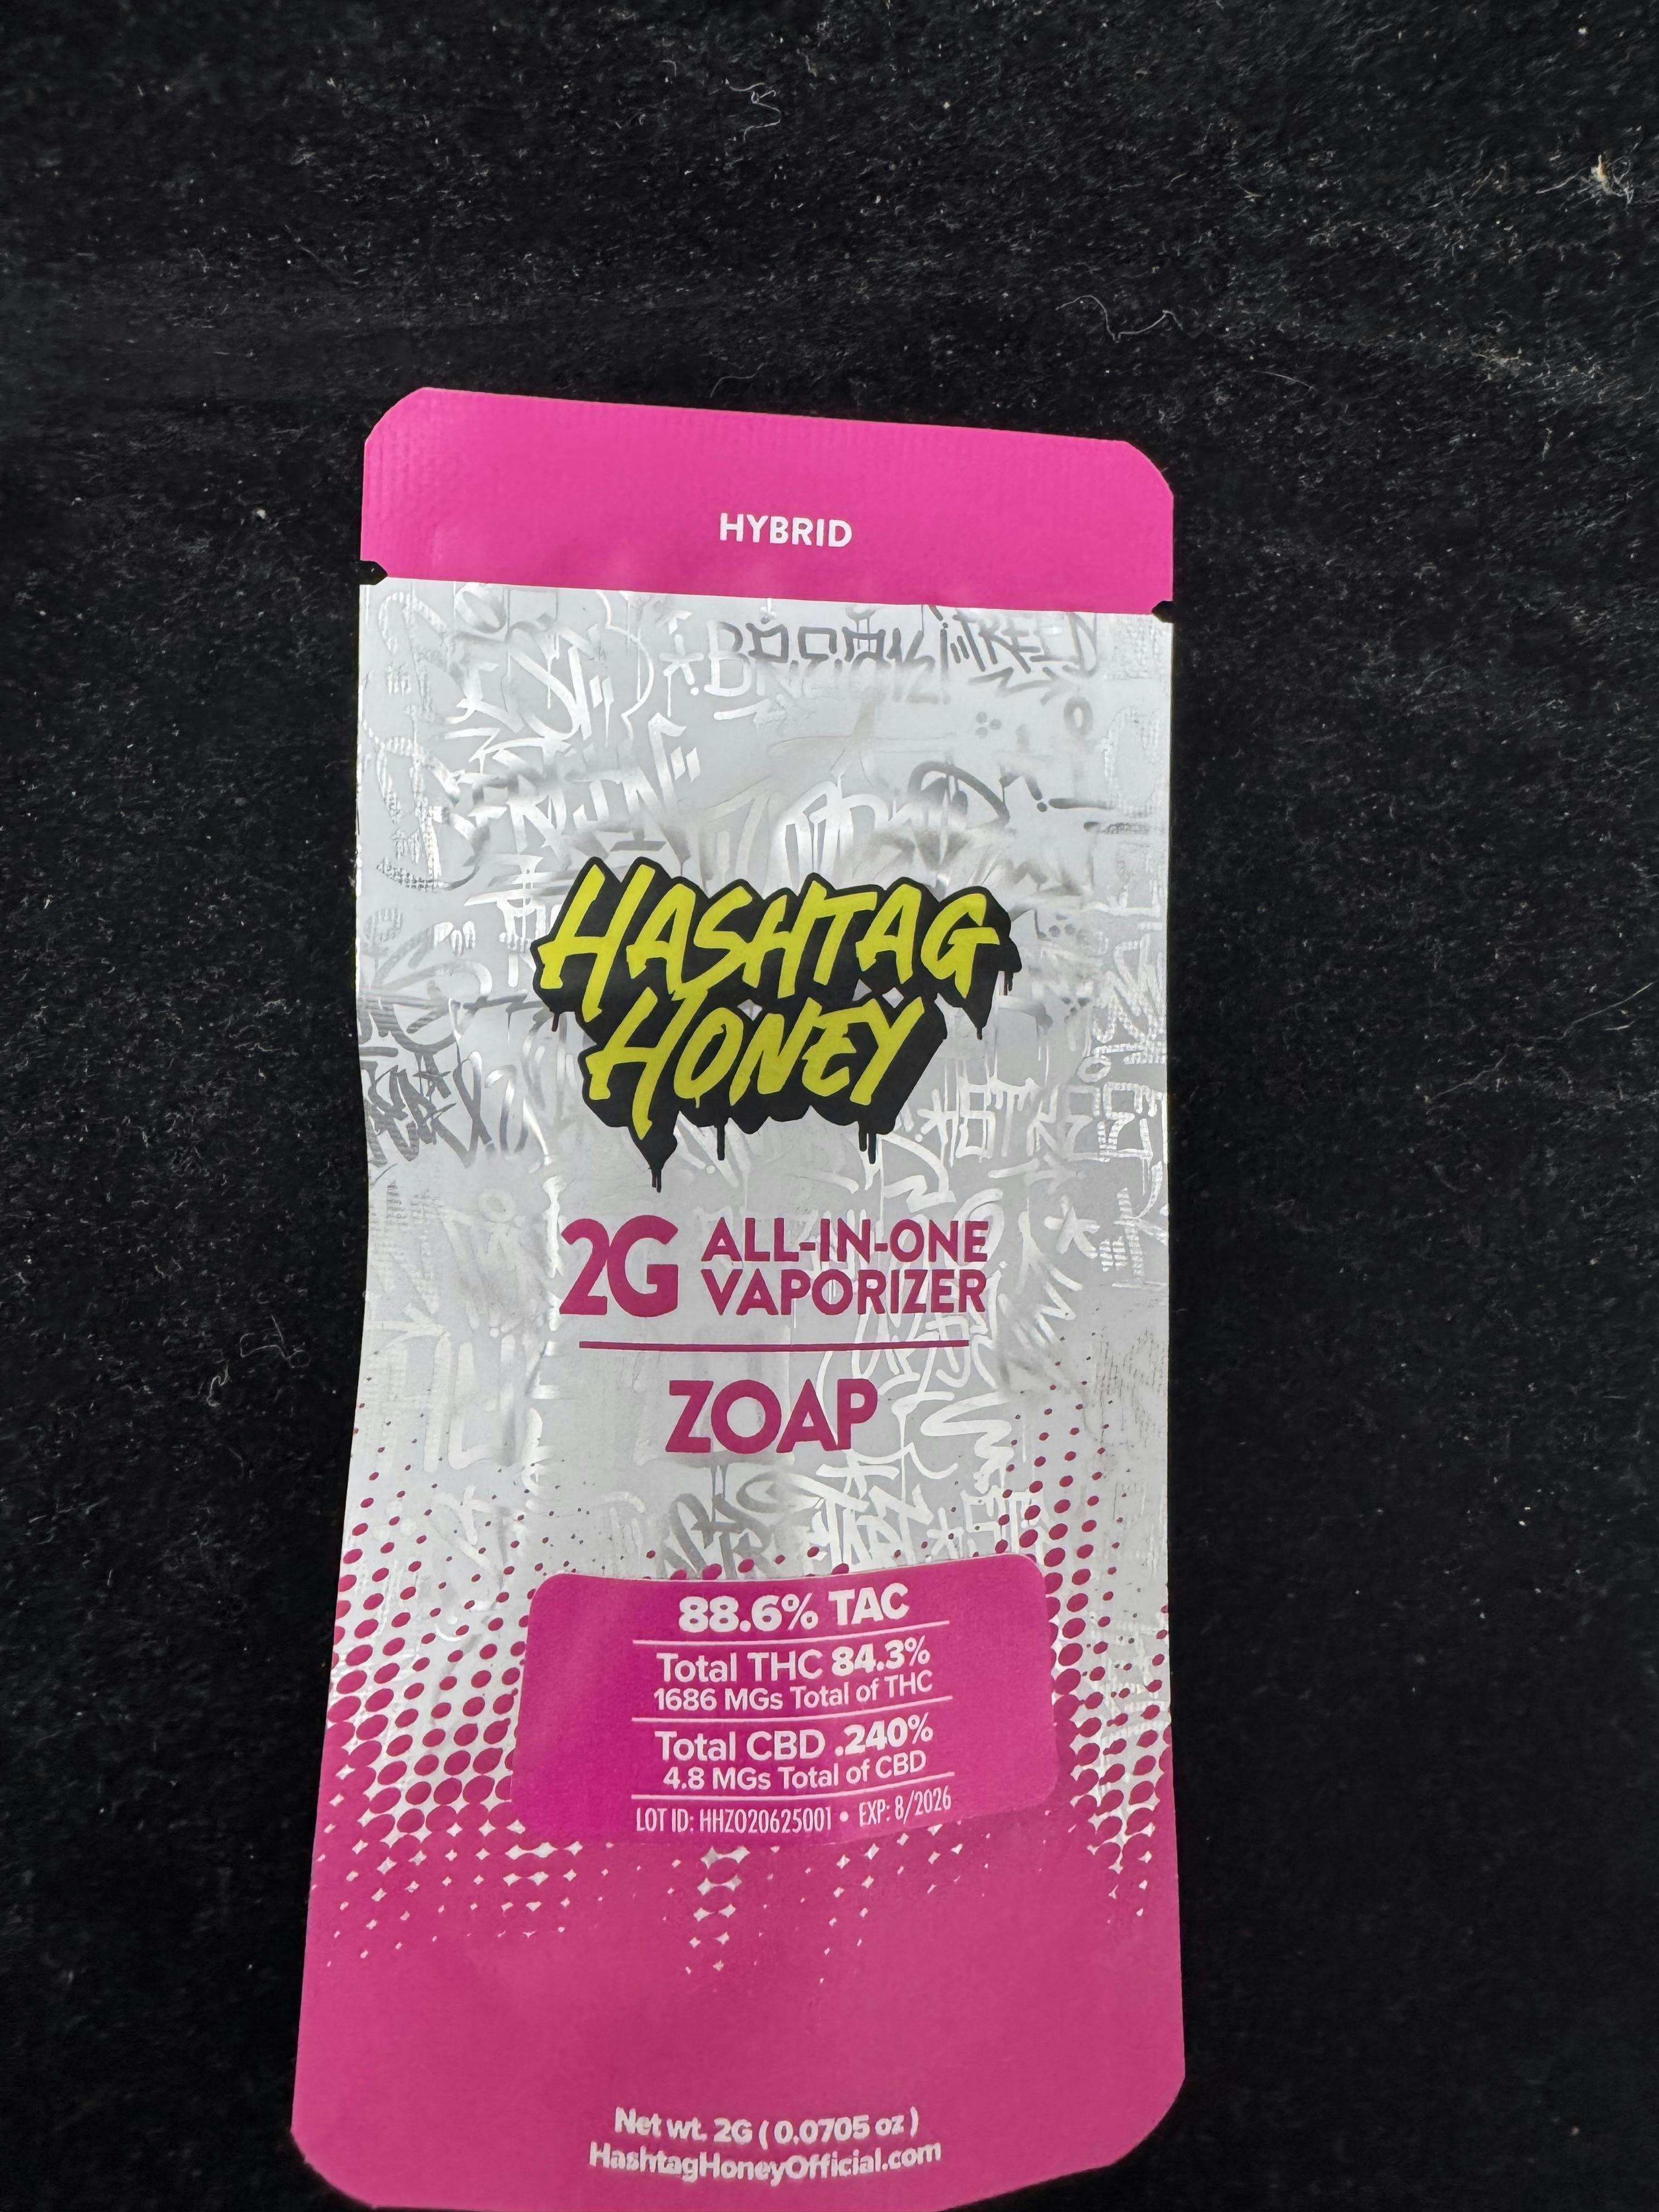 HYBRID
HASHTAG
HONEY
2G ALL-IN-ONE
VAPORIZER
ZOAP
88.6% TAC
Total THC 84.3%
1686 MGs Total of THC
Total CBD .240%
4.8 MGs Total of CBD
LOT ID: HHZO20625001 • EXP: 8/2026
Net wt. 2G ( 0.0705 oz )
HashtagHoneyOfficial.com